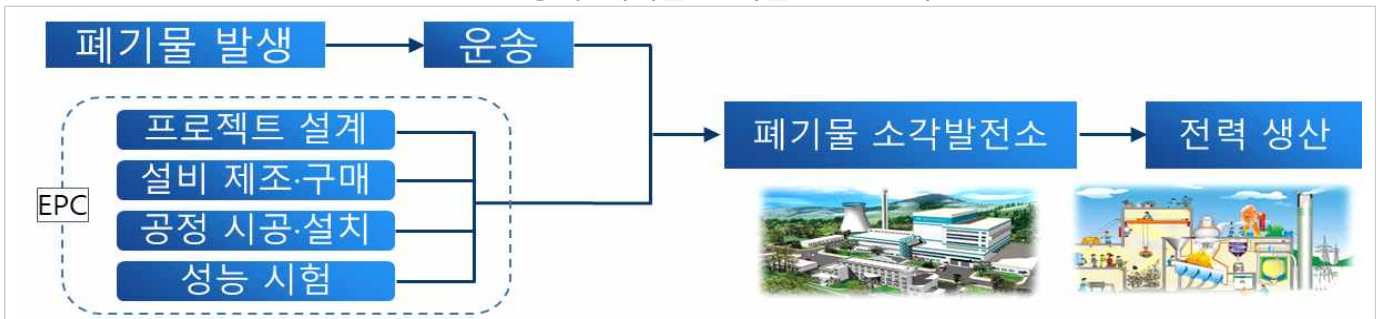 폐기물 발생
운송
프로젝트 설계
설비 제조·구매
공정 시공·설치
성능 시험
EPC
폐기물 소각발전소
전력 생산